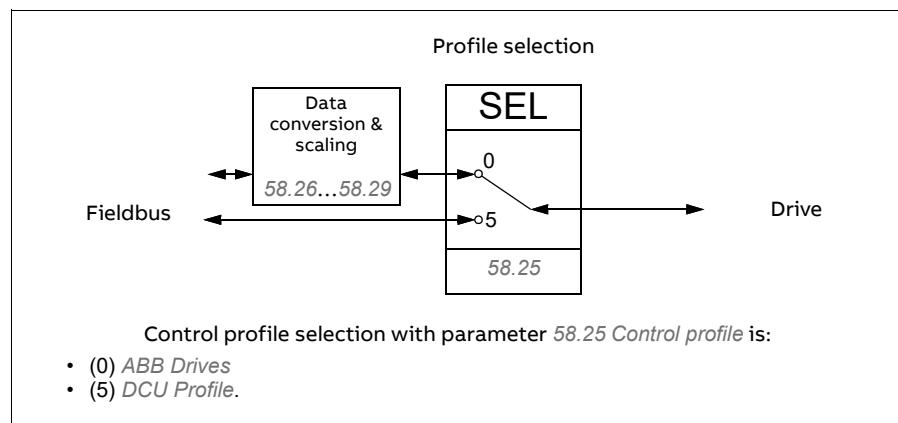 Profile selection
Data
conversion &
scaling
58.26...58.29
SEL
0
5
58.25
Fieldbus
Drive
Control profile selection with parameter 58.25 Control profile is:
• (0) ABB Drives
• (5) DCU Profile.